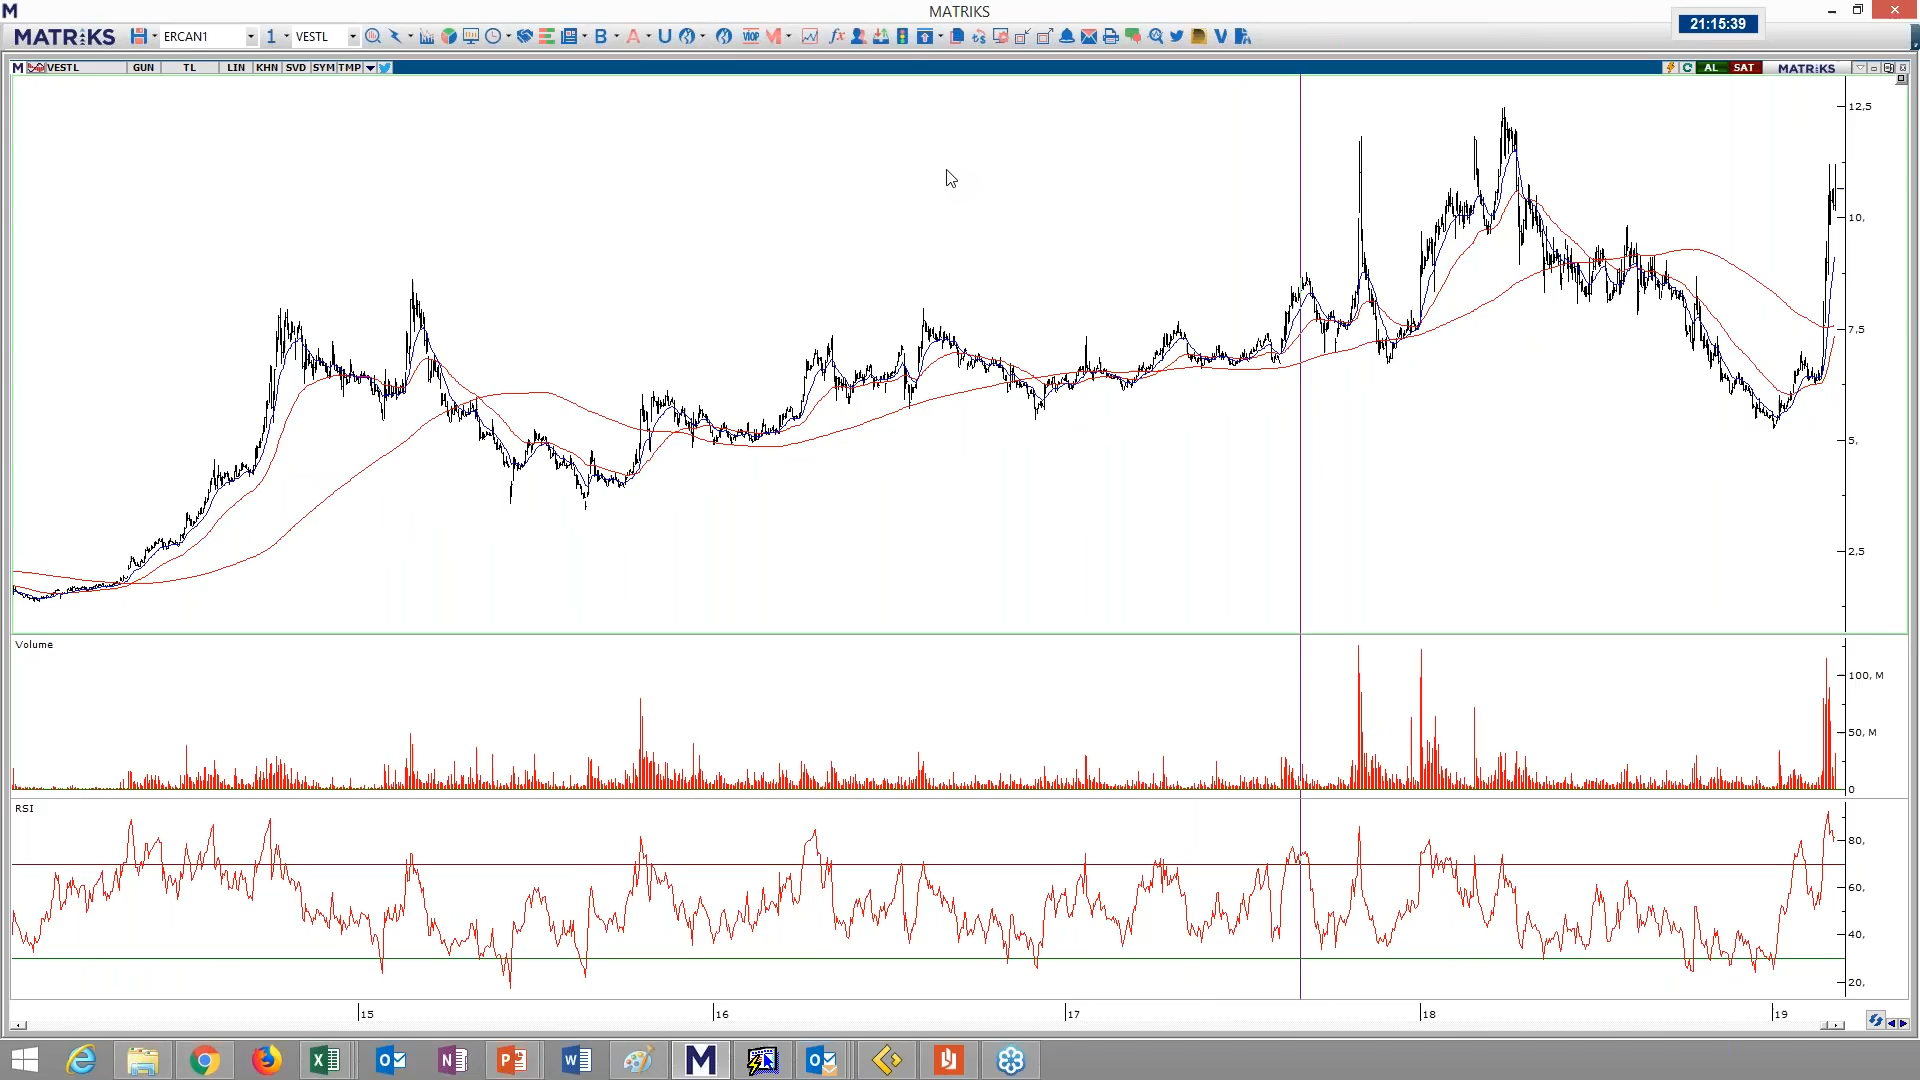 MATRIKS
21:15:39
MATRIKS ERCAN1 1 VESTL B A U VIOP M fx V
M VESTL GUN TL LIN KHN SVD SYM TMP AL SAT MATRIKS
12,5
10,
7,5
5,
2,5
Volume
100, M
50, M
0
RSI
80,
60,
40,
20,
15 16 17 18 19